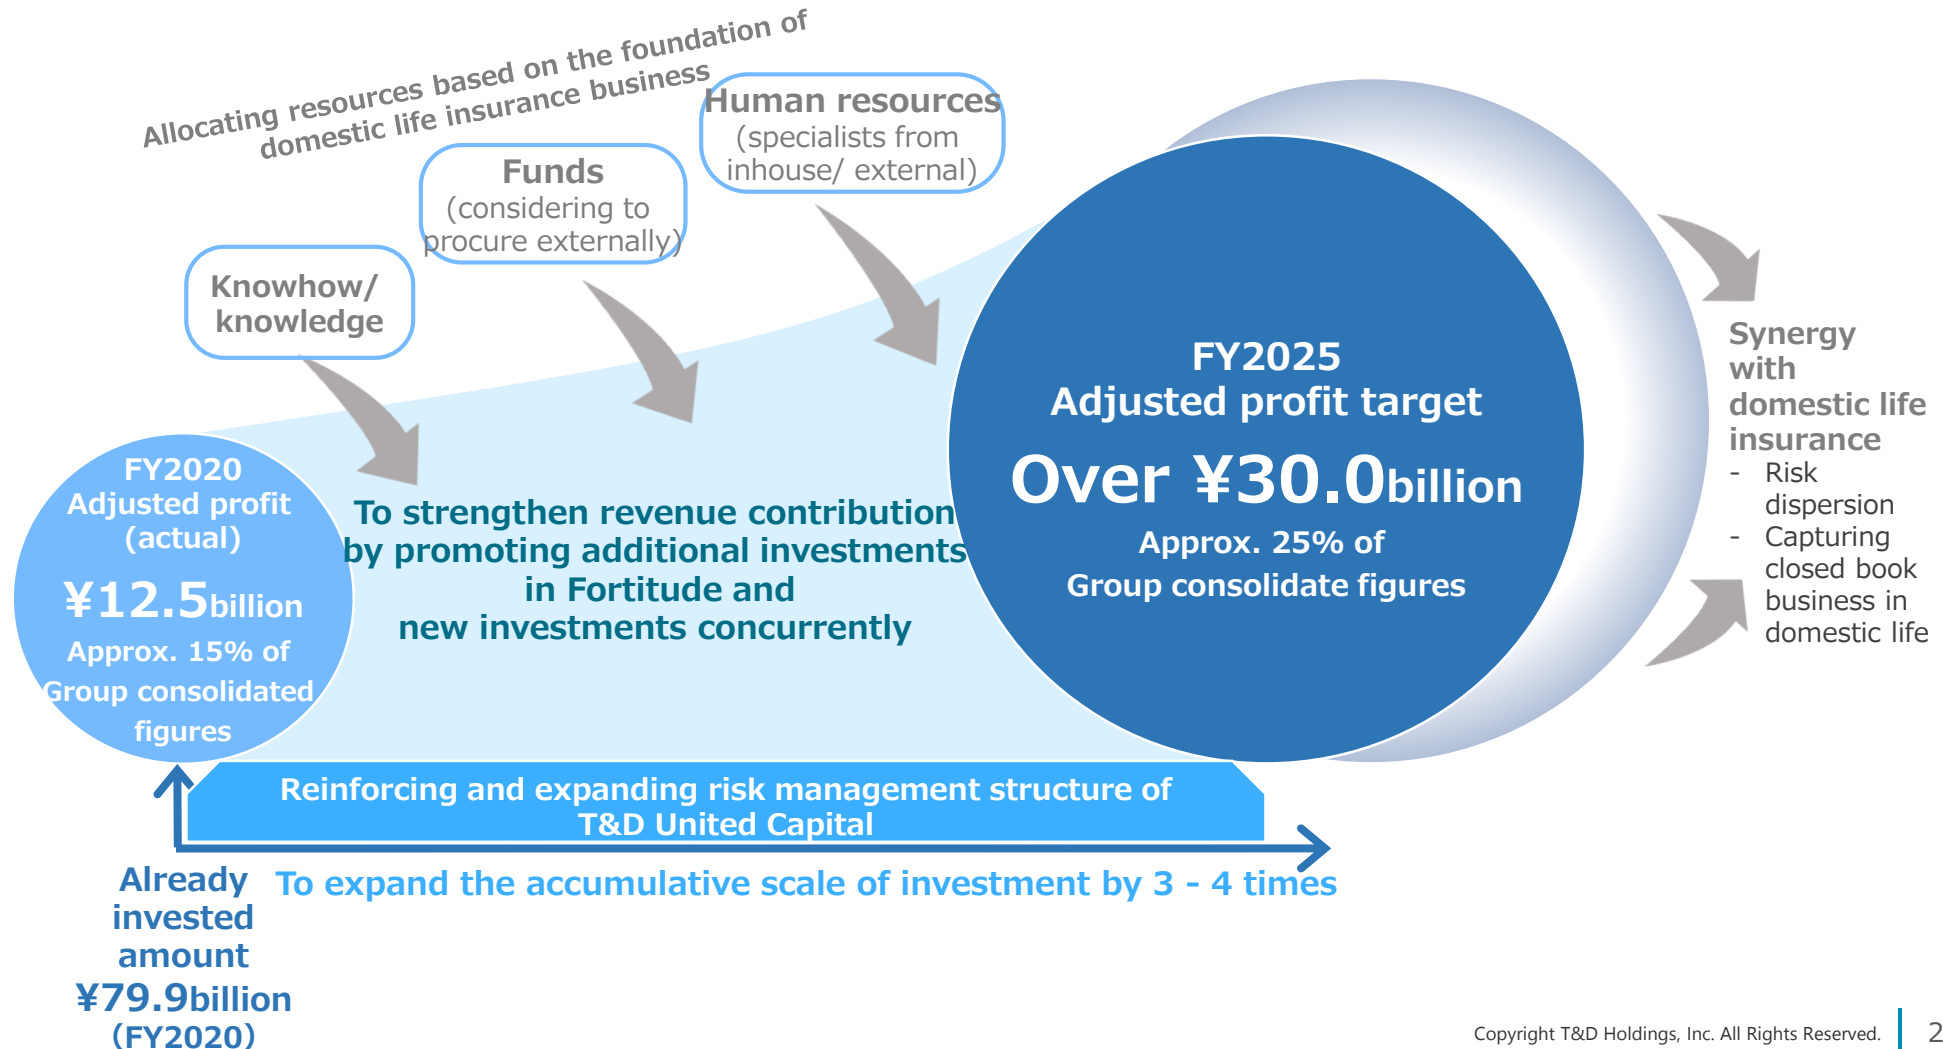 Allocating resources based on the foundation of
domestic life insurance business
Human resources
(specialists from
inhouse/ external)
Funds
(considering to
procure externally)
Knowhow/
knowledge
FY2020
Adjusted profit
(actual)
¥12.5billion
Approx. 15% of
Group consolidated
figures
To strengthen revenue contribution
by promoting additional investments
in Fortitude and
new investments concurrently
FY2025
Adjusted profit target
Over ¥30.0billion
Approx. 25% of
Group consolidate figures
Synergy
with
domestic life
insurance
- Risk
dispersion
- Capturing
closed book
business in
domestic life
Reinforcing and expanding risk management structure of
T&D United Capital
To expand the accumulative scale of investment by 3 - 4 times
Already
invested
amount
¥79.9billion
(FY2020)
Copyright T&D Holdings, Inc. All Rights Reserved.
2